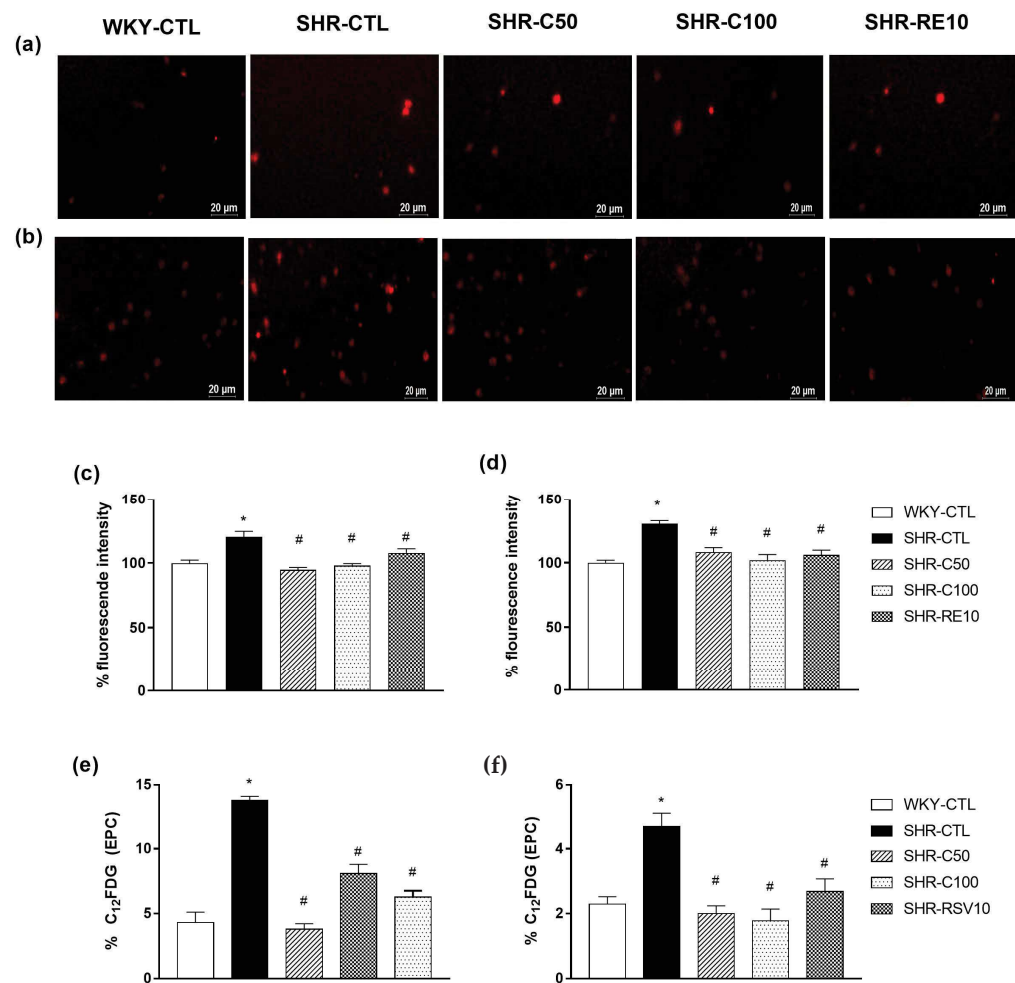 WKY-CTL SHR-CTL SHR-C50 SHR-C100 SHR-RE10
(a)
20 µm 20 µm 20 µm 20 µm 20 µm
(b)
20 µm 20 µm 20 µm 20 µm 20 µm
(c)
% fluorescende intensity
150
100
50
0
* # # #
(d)
% flourescence intensity
150
100
50
0
* # # #
WKY-CTL
SHR-CTL
SHR-C50
SHR-C100
SHR-RE10
(e)
% C₁₂FDG (EPC)
15
10
5
0
* # # #
(f)
% C₁₂FDG (EPC)
6
4
2
0
* # # #
WKY-CTL
SHR-CTL
SHR-C50
SHR-C100
SHR-RSV10